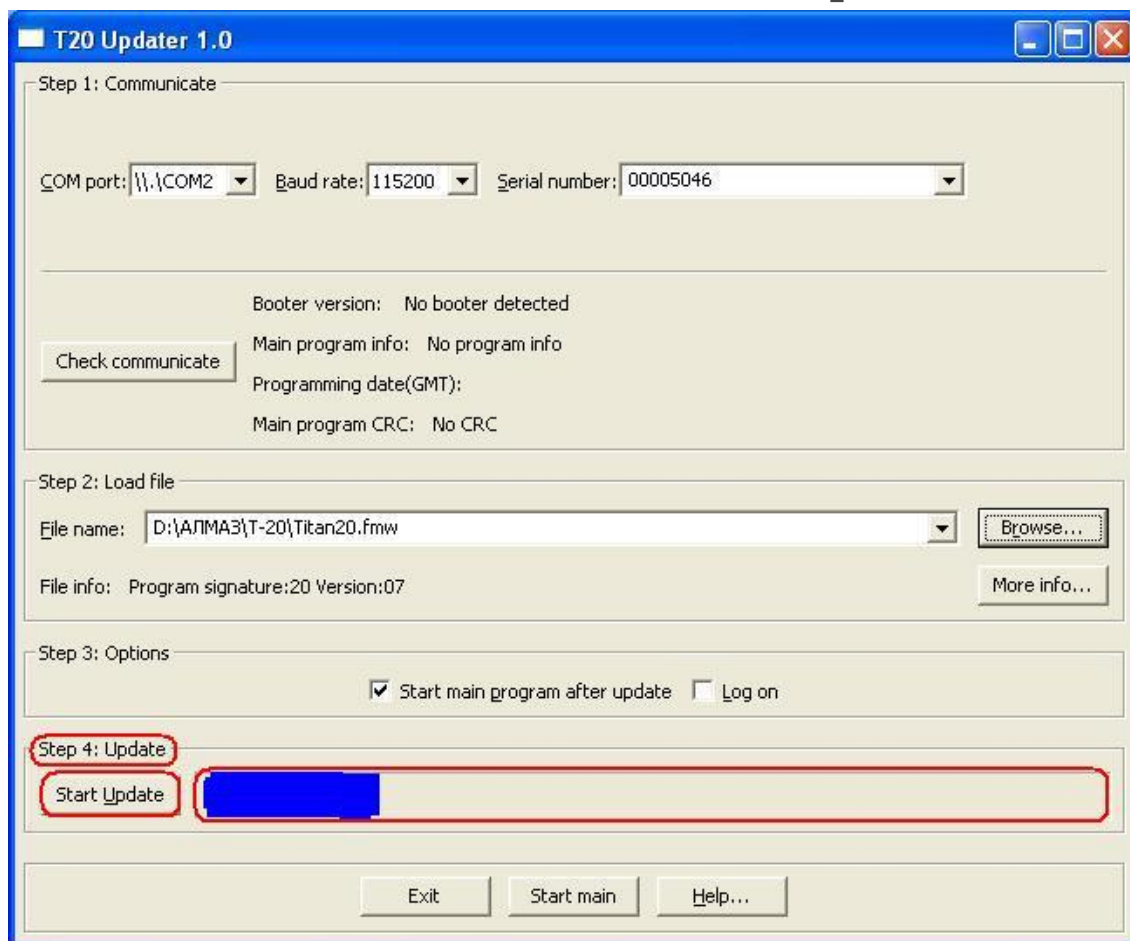 T20 Updater 1.0
Step 1: Communicate
COM port: \\.\COM2 Baud rate: 115200 Serial number: 00005046
Booter version: No booter detected
Check communicate
Main program info: No program info
Programming date(GMT):
Main program CRC: No CRC
Step 2: Load file
File name: D:\АЛМАЗ\T-20\Titan20.fmw Browse...
File info: Program signature:20 Version:07 More info...
Step 3: Options
Start main program after update Log on
Step 4: Update
Start Update
Exit Start main Help...